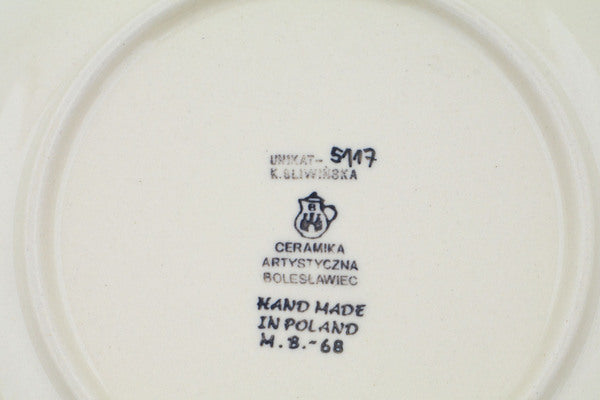 UNIKAT- 5117
K. ŚLIWIŃSKA
B
CERAMIKA
ARTYSTYCZNA
BOLESŁAWIEC
HAND MADE
IN POLAND
M.B.-68